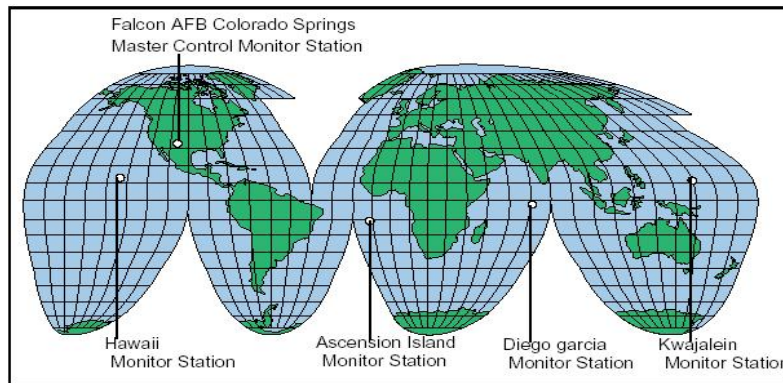 Falcon AFB Colorado Springs
Master Control Monitor Station
Hawaii
Monitor Station
Ascension Island
Monitor Station
Diego garcia
Monitor Station
Kwajalein
Monitor Station